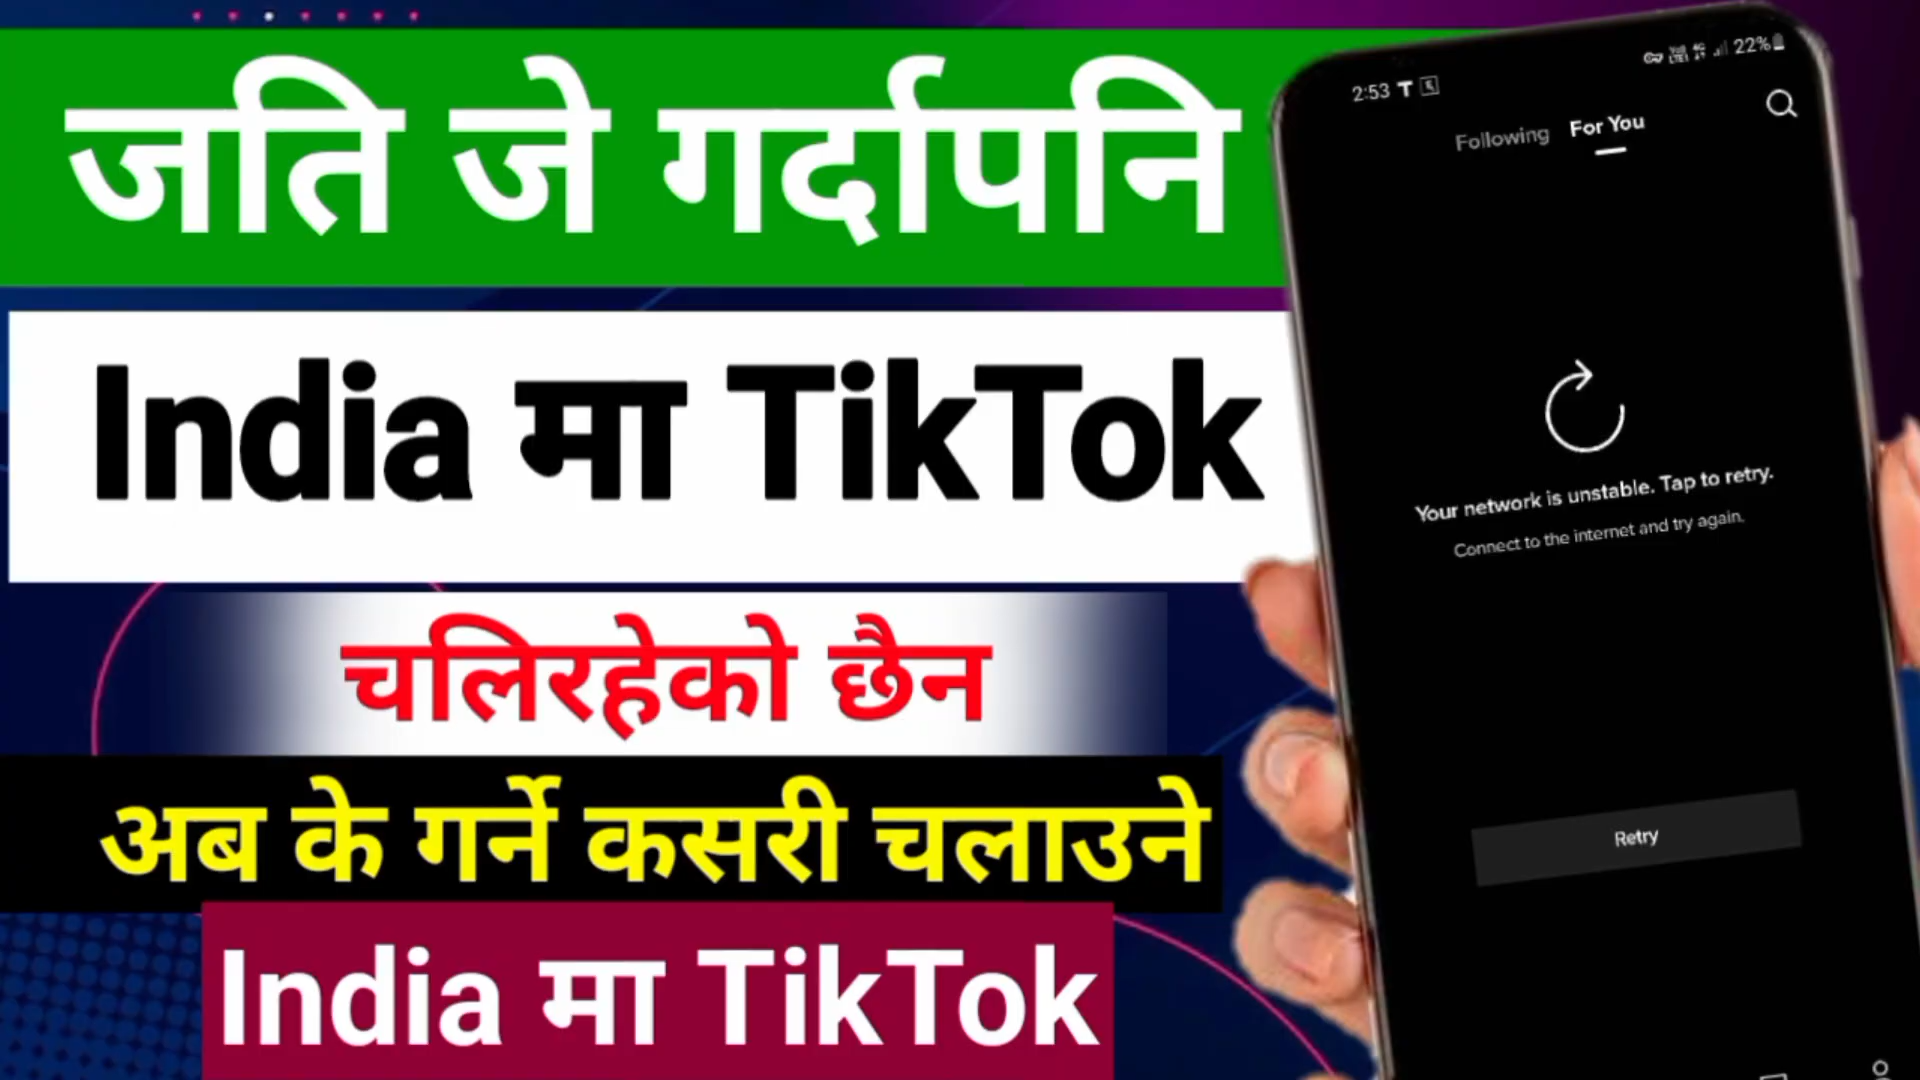 जति जे गर्दापनि
India मा TikTok
चलिरहेको छैन
अब के गर्ने कसरी चलाउने
India मा TikTok
2:53
22%
Following For You
Your network is unstable. Tap to retry.
Connect to the internet and try again.
Retry